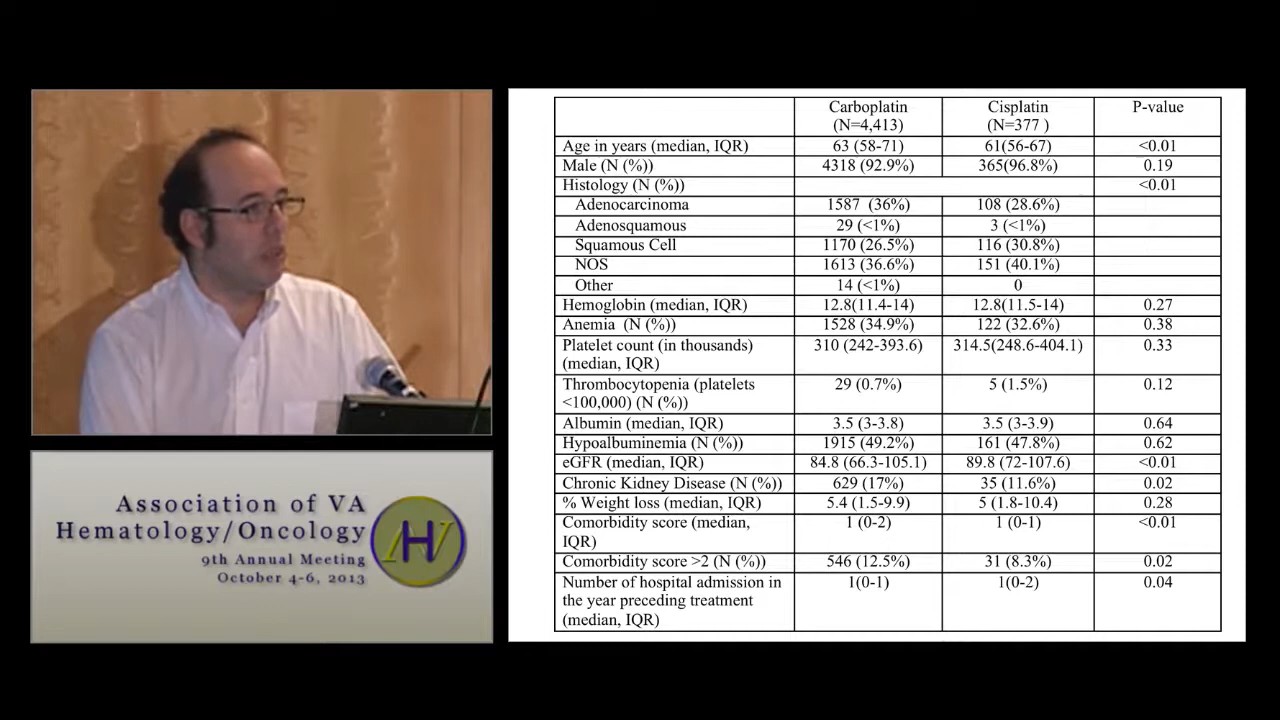 Association of VA
Hematology/Oncology
9th Annual Meeting
October 4-6, 2013
H
Carboplatin (N=4,413) Cisplatin (N=377 ) P-value
Age in years (median, IQR) 63 (58-71) 61(56-67) <0.01
Male (N (%)) 4318 (92.9%) 365(96.8%) 0.19
Histology (N (%)) <0.01
Adenocarcinoma 1587 (36%) 108 (28.6%)
Adenosquamous 29 (<1%) 3 (<1%)
Squamous Cell 1170 (26.5%) 116 (30.8%)
NOS 1613 (36.6%) 151 (40.1%)
Other 14 (<1%) 0
Hemoglobin (median, IQR) 12.8(11.4-14) 12.8(11.5-14) 0.27
Anemia (N (%)) 1528 (34.9%) 122 (32.6%) 0.38
Platelet count (in thousands) 310 (242-393.6) 314.5(248.6-404.1) 0.33
(median, IQR)
Thrombocytopenia (platelets 29 (0.7%) 5 (1.5%) 0.12
<100,000) (N (%))
Albumin (median, IQR) 3.5 (3-3.8) 3.5 (3-3.9) 0.64
Hypoalbuminemia (N (%)) 1915 (49.2%) 161 (47.8%) 0.62
eGFR (median, IQR) 84.8 (66.3-105.1) 89.8 (72-107.6) <0.01
Chronic Kidney Disease (N (%)) 629 (17%) 35 (11.6%) 0.02
% Weight loss (median, IQR) 5.4 (1.5-9.9) 5 (1.8-10.4) 0.28
Comorbidity score (median, 1 (0-2) 1 (0-1) <0.01
IQR)
Comorbidity score >2 (N (%)) 546 (12.5%) 31 (8.3%) 0.02
Number of hospital admission in 1(0-1) 1(0-2) 0.04
the year preceding treatment
(median, IQR)